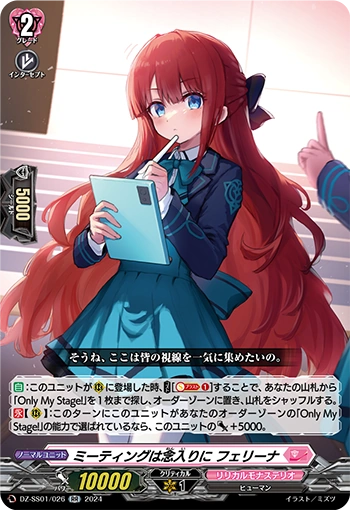 2
グレード
インターセプト
5000
シールド
そうね、ここは皆の視線を一気に集めたいの。
自:このユニットがRに登場した時、【コスト】[CBブラスト1]することで、あなたの山札から
「Only My Stage!」を1枚まで探し、オーダーゾーンに置き、山札をシャッフルする。
永【R】:このターンにこのユニットがあなたのオーダーゾーンの「Only My
Stage!」の能力で選ばれているなら、このユニットのパワー+5000。
ノーマルユニット
ミーティングは念入りに フェリーナ
リリカルモナステリオ
パワー
10000
クリティカル
1
ヒューマン
DZ-SS01/026 RR 2024
イラスト/ミズツ